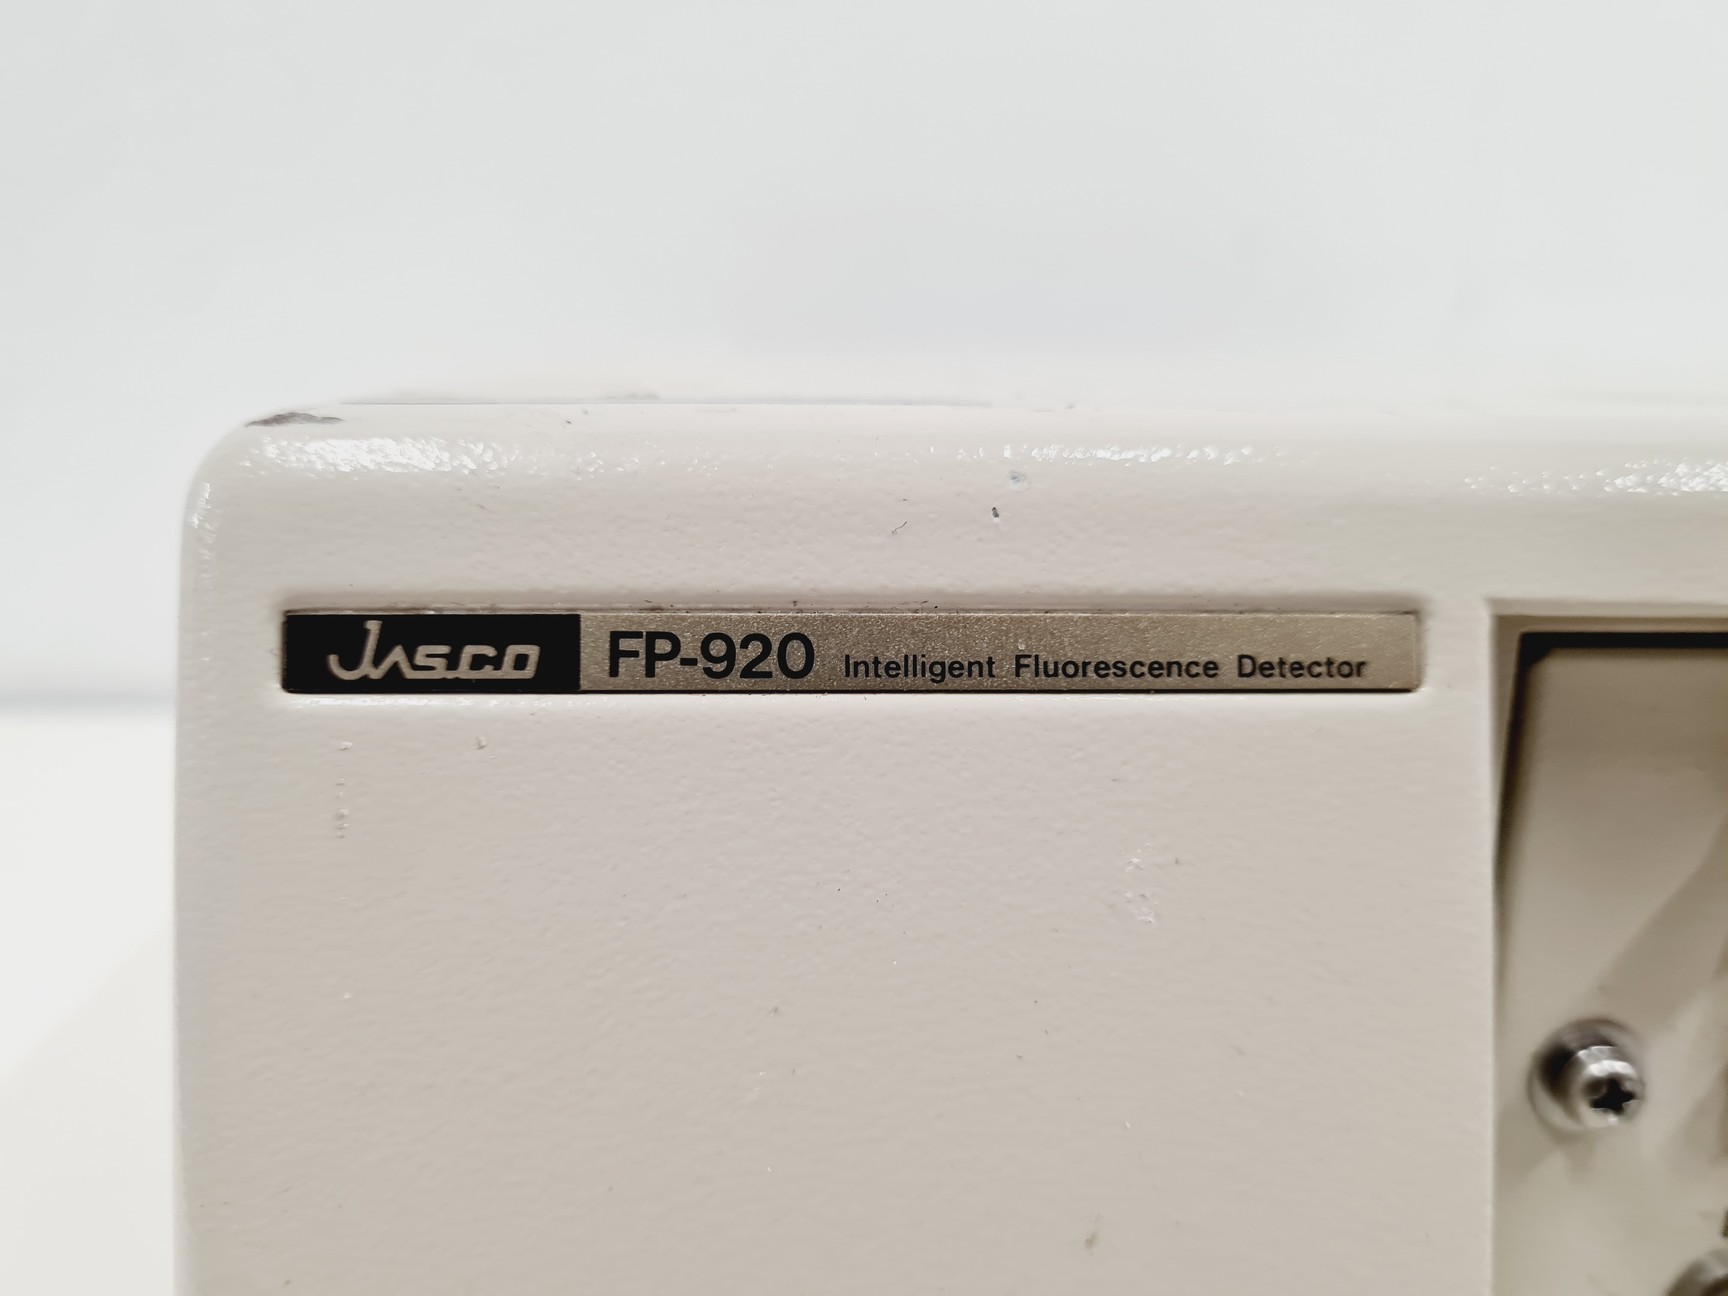 JASCO FP-920 Intelligent Fluorescence Detector